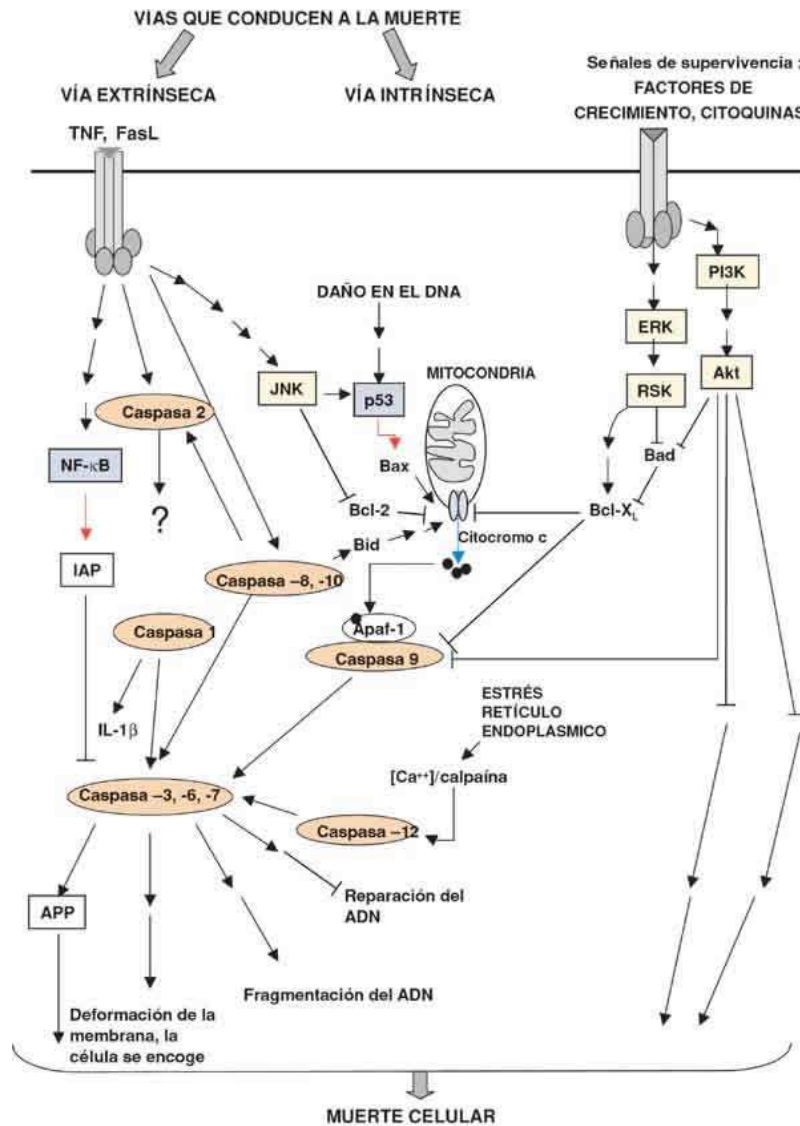 VIAS QUE CONDUCEN A LA MUERTE
VÍA EXTRÍNSECA
VÍA INTRÍNSECA
Señales de supervivencia :
FACTORES DE
CRECIMIENTO, CITOQUINAS
TNF, FasL
PI3K
DAÑO EN EL DNA
ERK
JNK
p53
MITOCONDRIA
RSK
Akt
Caspasa 2
NF-κB
Bax
Bad
?
Bcl-2
Bcl-XL
Bid
Citocromo c
IAP
Caspasa –8, -10
Apaf-1
Caspasa 1
Caspasa 9
IL-1β
ESTRÉS
RETÍCULO
ENDOPLASMICO
[Ca++]/calpaína
Caspasa –3, -6, -7
Caspasa –12
Reparación del
ADN
APP
Fragmentación del ADN
Deformación de la
membrana, la
célula se encoge
MUERTE CELULAR